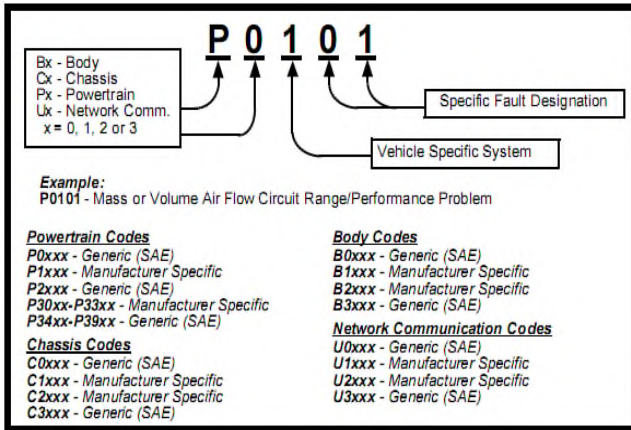 P 0 1 0 1
Bx - Body
Cx - Chassis
Px - Powertrain
Ux - Network Comm.
x = 0, 1, 2 or 3
Specific Fault Designation
Vehicle Specific System
Example:
P0101 - Mass or Volume Air Flow Circuit Range/Performance Problem
Powertrain Codes
P0xxx - Generic (SAE)
P1xxx - Manufacturer Specific
P2xxx - Generic (SAE)
P30xx-P33xx - Manufacturer Specific
P34xx-P39xx - Generic (SAE)
Chassis Codes
C0xxx - Generic (SAE)
C1xxx - Manufacturer Specific
C2xxx - Manufacturer Specific
C3xxx - Generic (SAE)
Body Codes
B0xxx - Generic (SAE)
B1xxx - Manufacturer Specific
B2xxx - Manufacturer Specific
B3xxx - Generic (SAE)
Network Communication Codes
U0xxx - Generic (SAE)
U1xxx - Manufacturer Specific
U2xxx - Manufacturer Specific
U3xxx - Generic (SAE)